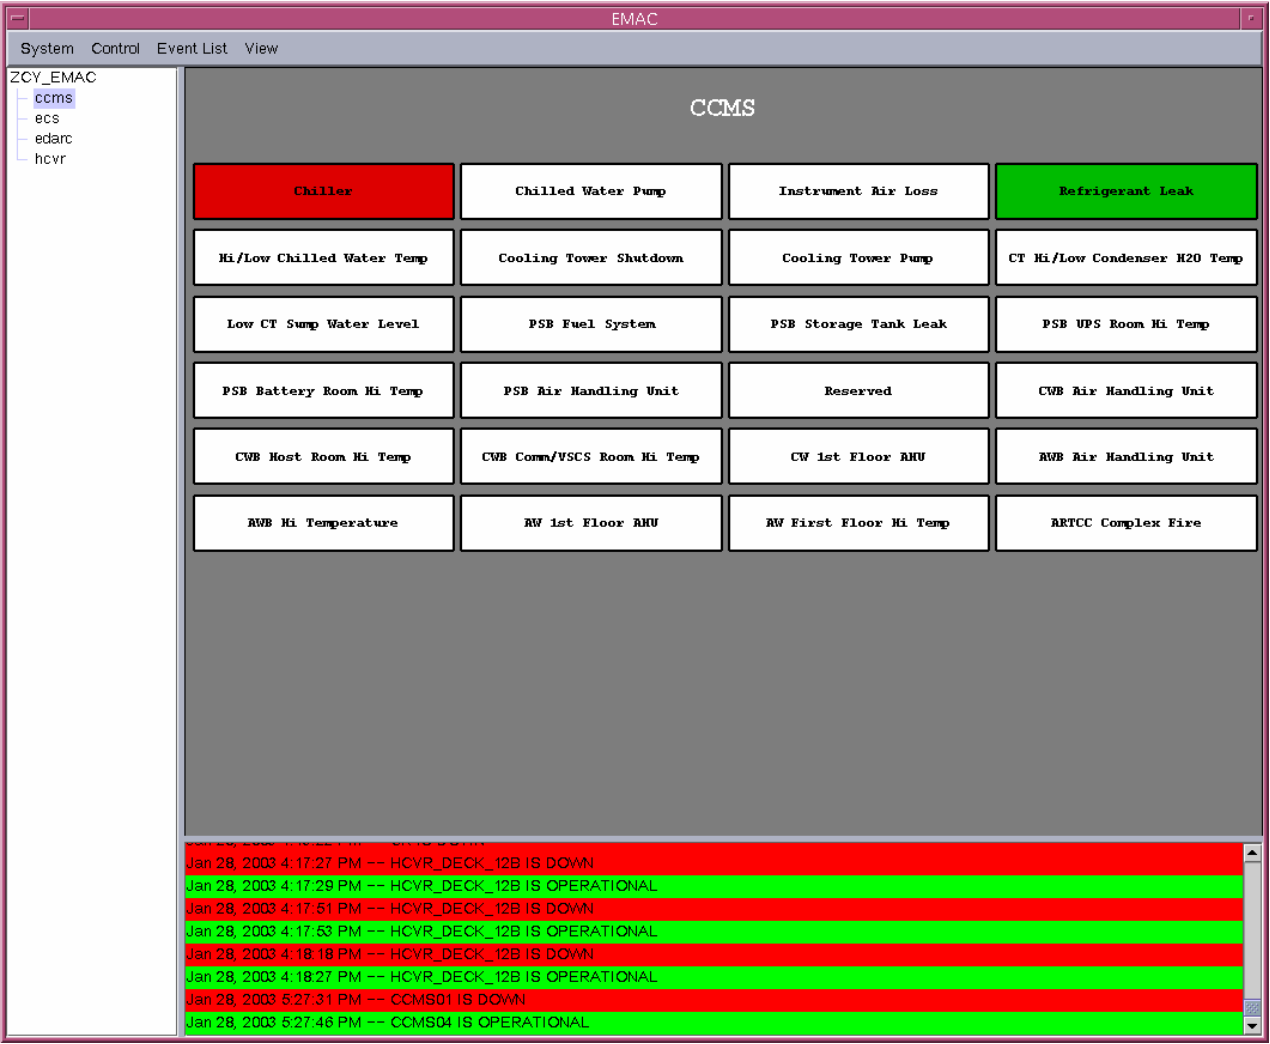 EMAC
System Control Event List View
ZCY_EMAC
ccms
ecs
edarc
hcvr
CCMS
Chiller Chilled Water Pump Instrument Air Loss Refrigerant Leak
Hi/Low Chilled Water Temp Cooling Tower Shutdown Cooling Tower Pump CT Hi/Low Condenser H2O Temp
Low CT Sump Water Level PSB Fuel System PSB Storage Tank Leak PSB UPS Room Hi Temp
PSB Battery Room Hi Temp PSB Air Handling Unit Reserved CWB Air Handling Unit
CWB Host Room Hi Temp CWB Comm/VSCS Room Hi Temp CW 1st Floor AHU AWB Air Handling Unit
AWB Hi Temperature AW 1st Floor AHU AW First Floor Hi Temp ARTCC Complex Fire
Jan 28, 2003 4:17:27 PM -- HCVR_DECK_12B IS DOWN
Jan 28, 2003 4:17:29 PM -- HCVR_DECK_12B IS OPERATIONAL
Jan 28, 2003 4:17:51 PM -- HCVR_DECK_12B IS DOWN
Jan 28, 2003 4:17:53 PM -- HCVR_DECK_12B IS OPERATIONAL
Jan 28, 2003 4:18:18 PM -- HCVR_DECK_12B IS DOWN
Jan 28, 2003 4:18:27 PM -- HCVR_DECK_12B IS OPERATIONAL
Jan 28, 2003 5:27:31 PM -- CCMS01 IS DOWN
Jan 28, 2003 5:27:46 PM -- CCMS04 IS OPERATIONAL